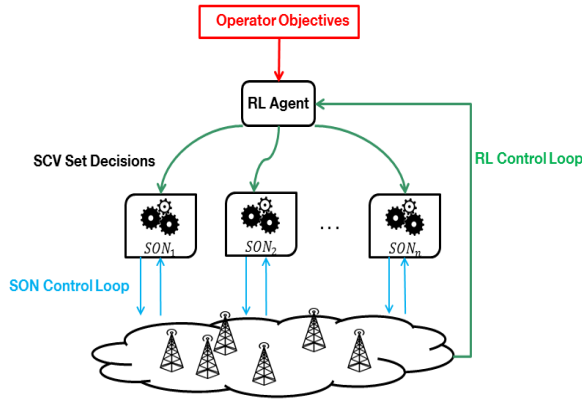 Operator Objectives
RL Agent
SCV Set Decisions
RL Control Loop
SON₁
SON₂
...
SONₙ
SON Control Loop